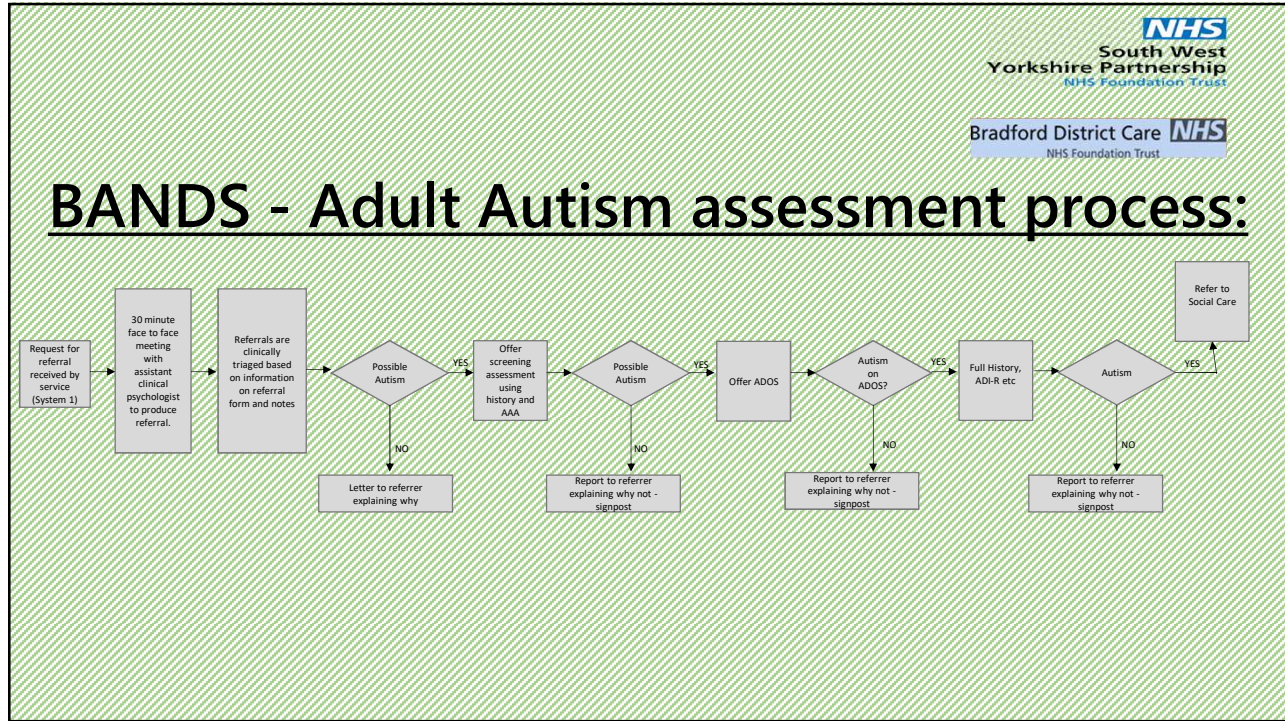 NHS
South West
Yorkshire Partnership
NHS Foundation Trust
Bradford District Care NHS
NHS Foundation Trust
BANDS - Adult Autism assessment process:
Request for
referral
received by
service
(System 1)
30 minute
face to face
meeting
with
assistant
clinical
psychologist
to produce
referral.
Referrals are
clinically
triaged based
on information
on referral
form and notes
Possible
Autism
YES
NO
Letter to referrer
explaining why
Offer
screening
assessment
using
history and
AAA
Possible
Autism
YES
NO
Report to referrer
explaining why not -
signpost
Offer ADOS
Autism
on
ADOS?
YES
NO
Report to referrer
explaining why not -
signpost
Full History,
ADI-R etc
Autism
YES
NO
Report to referrer
explaining why not -
signpost
Refer to
Social Care